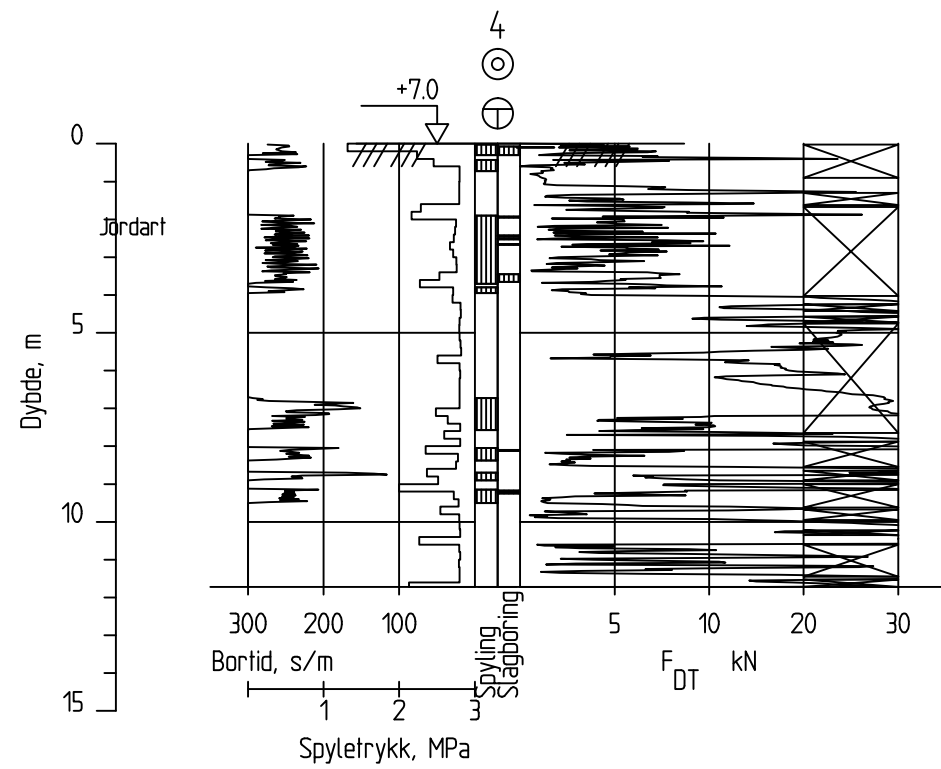 4
+7.0
0
Jordart
5
Dybde, m
10
15
300 200 100
5 10 20 30
Bortid, s/m
Spyling
Slagboring
F DT kN
1 2 3
Spyletrykk, MPa